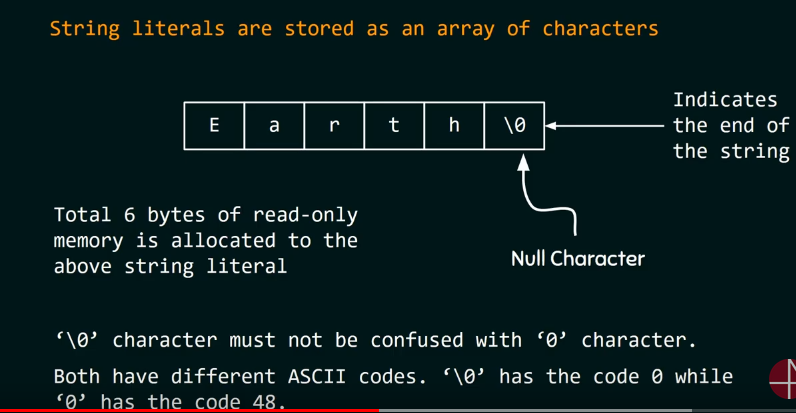 String literals are stored as an array of characters
Indicates
the end of
the string
E a r t h \0
Total 6 bytes of read-only
memory is allocated to the
above string literal
Null Character
‘\0’ character must not be confused with ‘0’ character.
Both have different ASCII codes. ‘\0’ has the code 0 while
‘0’ has the code 48.